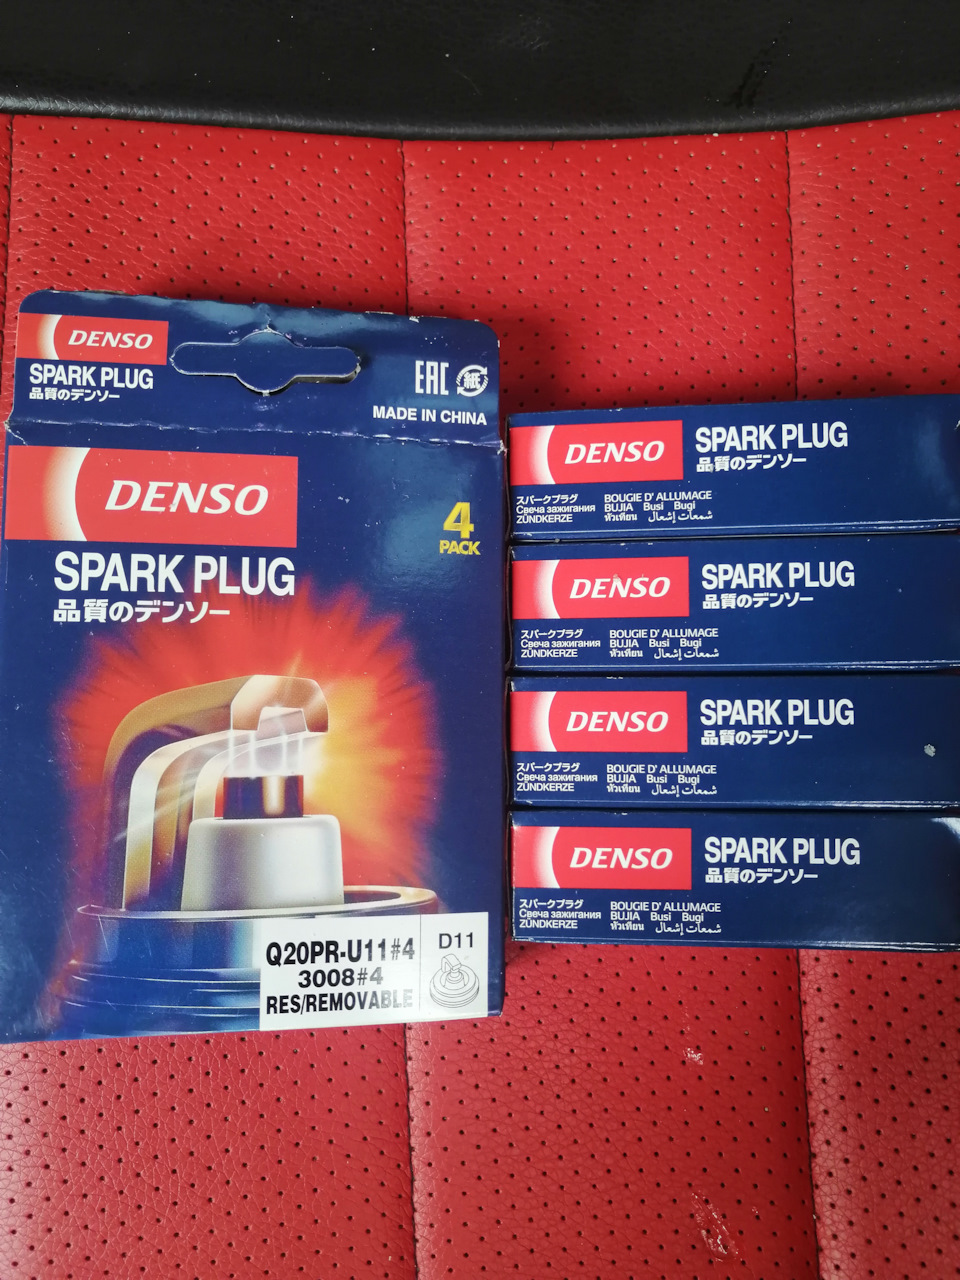 DENSO
SPARK PLUG
品質のデンソー
EAC 紙
MADE IN CHINA
DENSO
4
PACK
SPARK PLUG
品質のデンソー
Q20PR-U11#4
3008#4
RES/REMOVABLE
D11
DENSO
SPARK PLUG
品質のデンソー
スパークプラグ BOUGIE D' ALLUMAGE
Свеча зажигания BUJIA Busi Bugi
ZÜNDKERZE หัวเทียน شمعات إشعال
DENSO
SPARK PLUG
品質のデンソー
スパークプラグ BOUGIE D' ALLUMAGE
Свеча зажигания BUJIA Busi Bugi
ZÜNDKERZE หัวเทียน شمعات إشعال
DENSO
SPARK PLUG
品質のデンソー
スパークプラグ BOUGIE D' ALLUMAGE
Свеча зажигания BUJIA Busi Bugi
ZÜNDKERZE หัวเทียน شمعات إشعال
DENSO
SPARK PLUG
品質のデンソー
スパークプラグ BOUGIE D' ALLUMAGE
Свеча зажигания BUJIA Busi Bugi
ZÜNDKERZE หัวเทียน شمعات إشعال